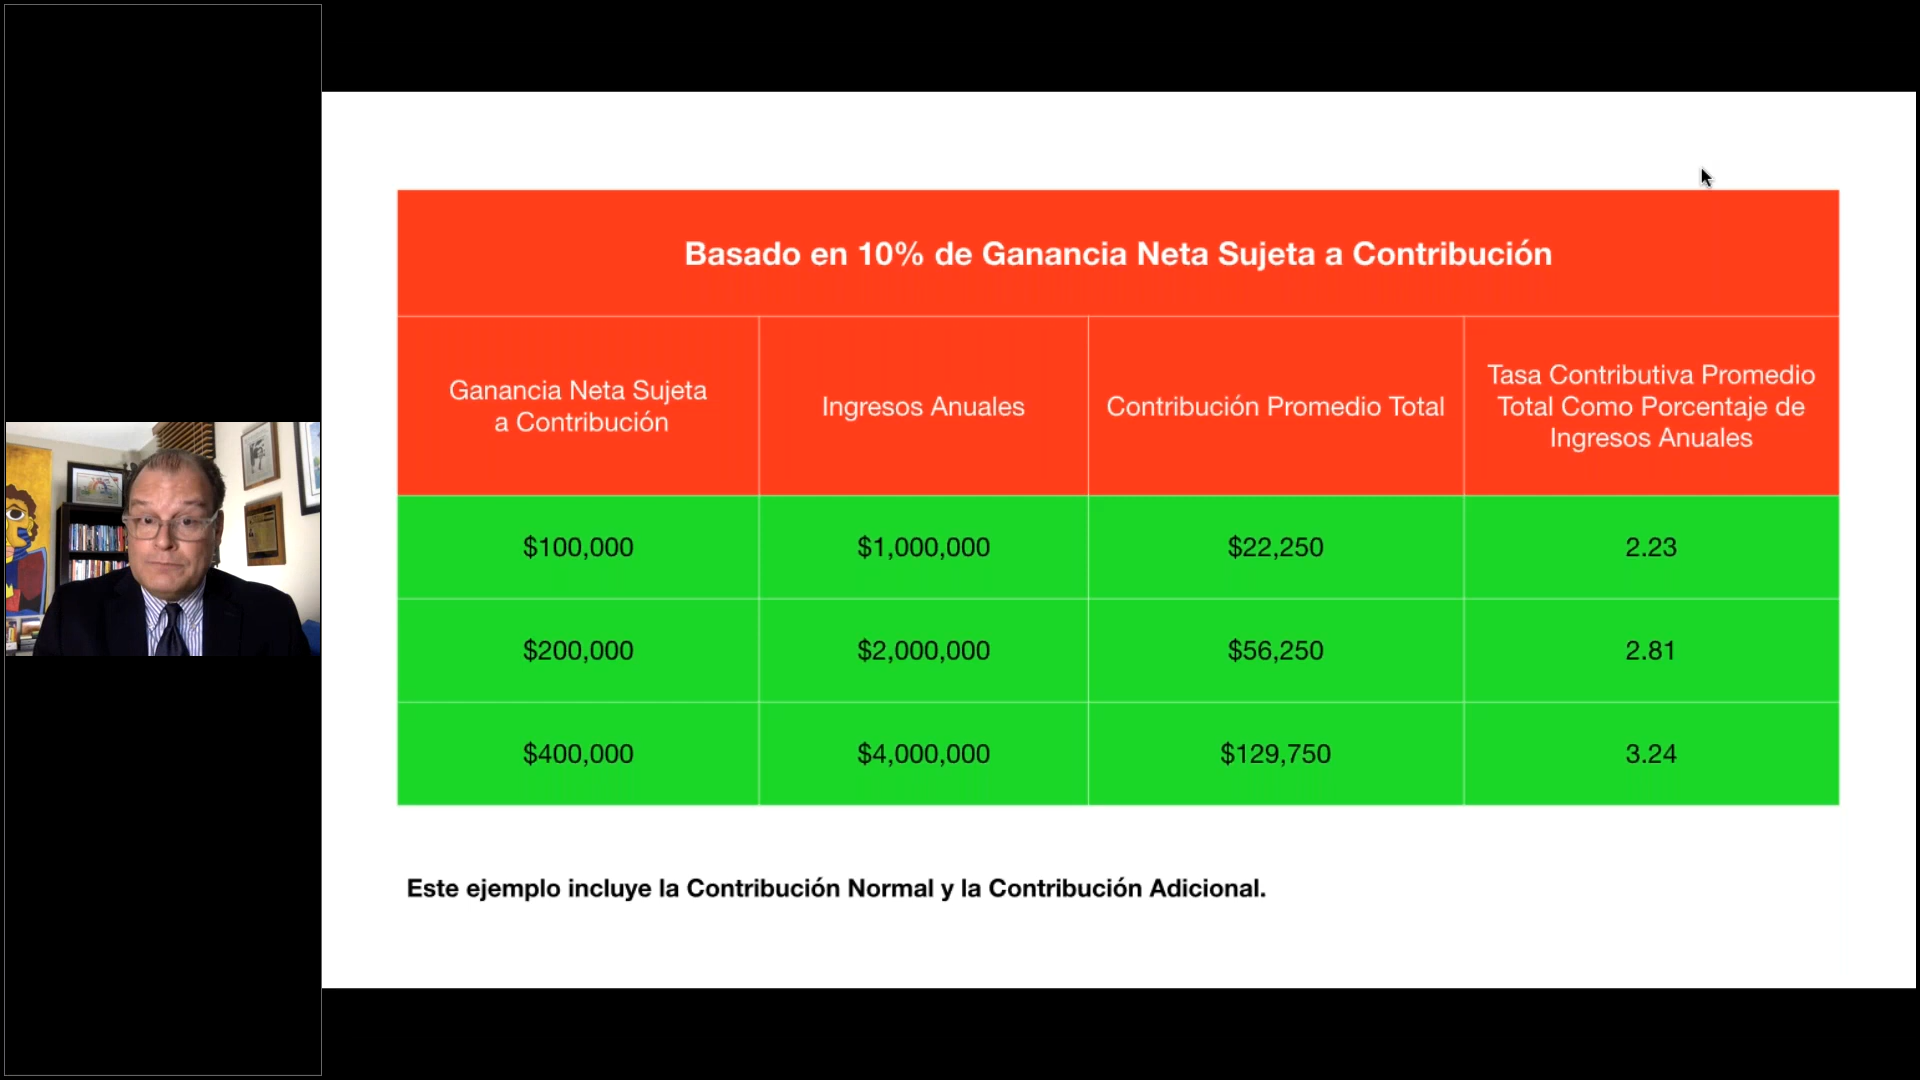 Basado en 10% de Ganancia Neta Sujeta a Contribución
Ganancia Neta Sujeta
a Contribución
Ingresos Anuales
Contribución Promedio Total
Tasa Contributiva Promedio
Total Como Porcentaje de
Ingresos Anuales
$100,000 $1,000,000 $22,250 2.23
$200,000 $2,000,000 $56,250 2.81
$400,000 $4,000,000 $129,750 3.24
Este ejemplo incluye la Contribución Normal y la Contribución Adicional.